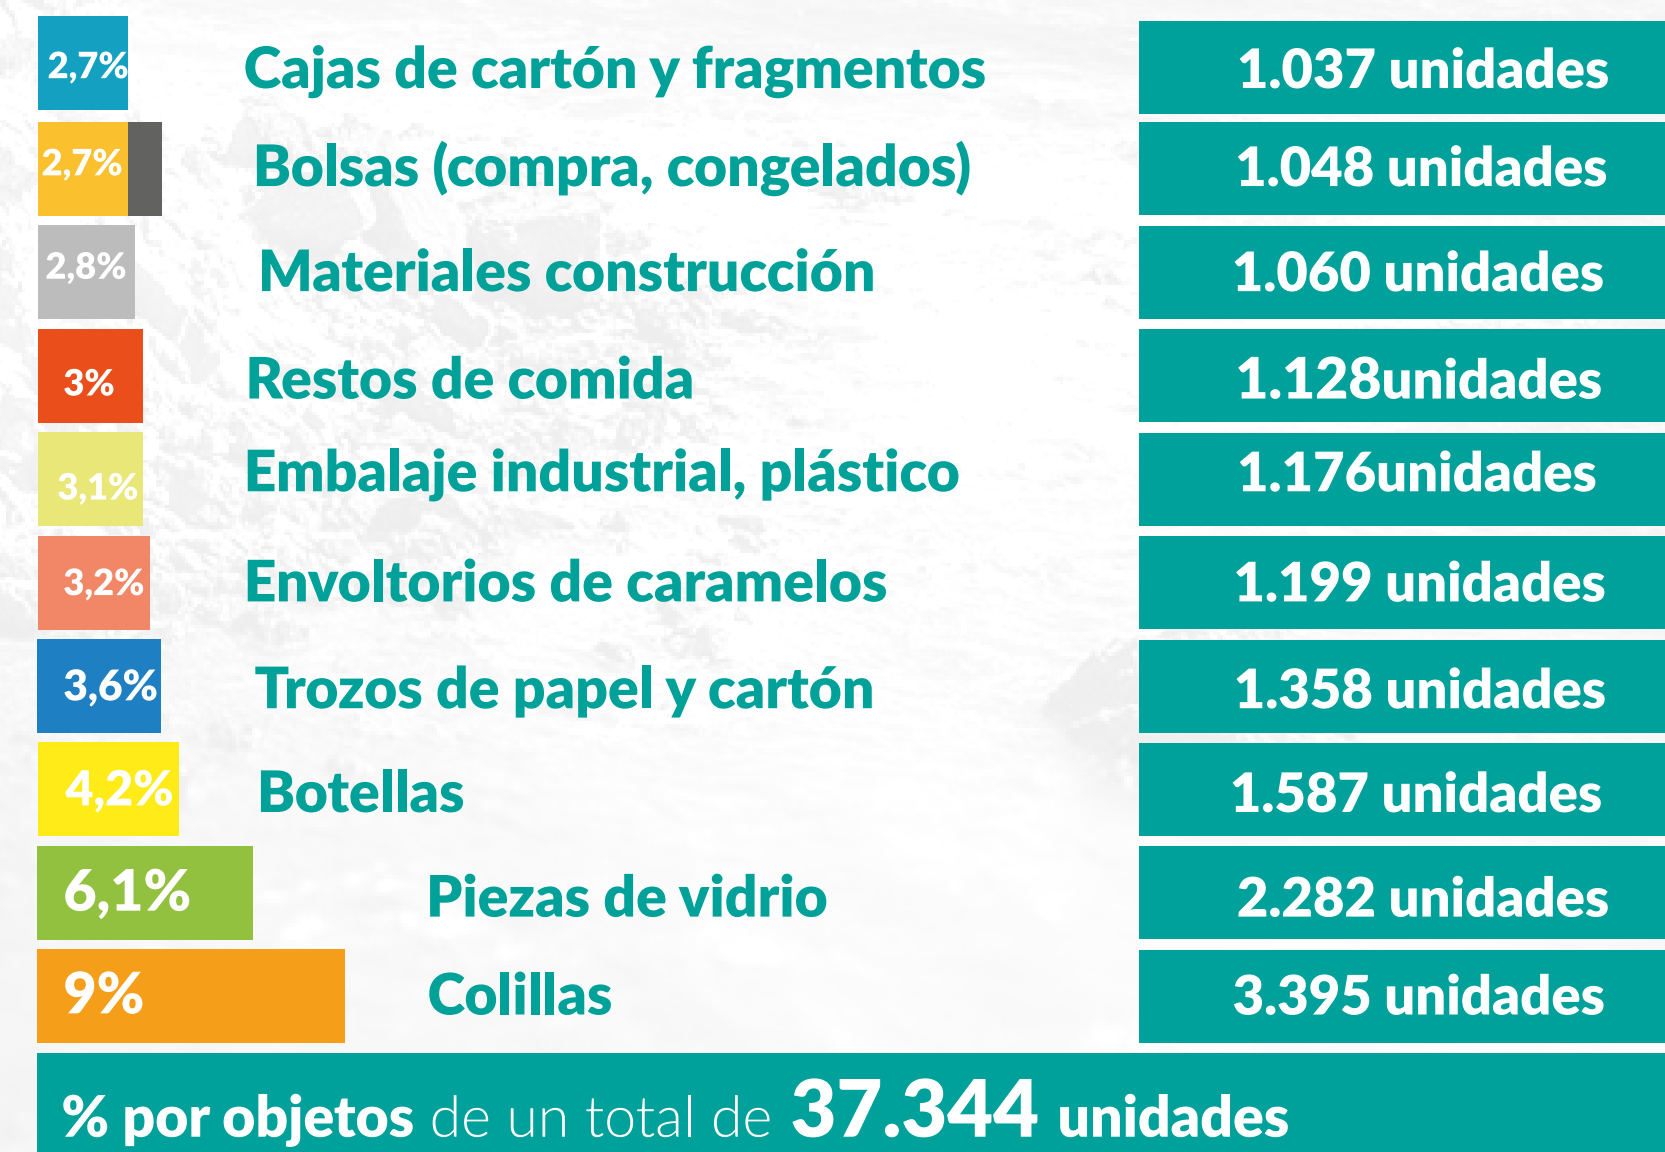 2,7% Cajas de cartón y fragmentos 1.037 unidades
2,7% Bolsas (compra, congelados) 1.048 unidades
2,8% Materiales construcción 1.060 unidades
3% Restos de comida 1.128unidades
3,1% Embalaje industrial, plástico 1.176unidades
3,2% Envoltorios de caramelos 1.199 unidades
3,6% Trozos de papel y cartón 1.358 unidades
4,2% Botellas 1.587 unidades
6,1% Piezas de vidrio 2.282 unidades
9% Colillas 3.395 unidades
% por objetos de un total de 37.344 unidades